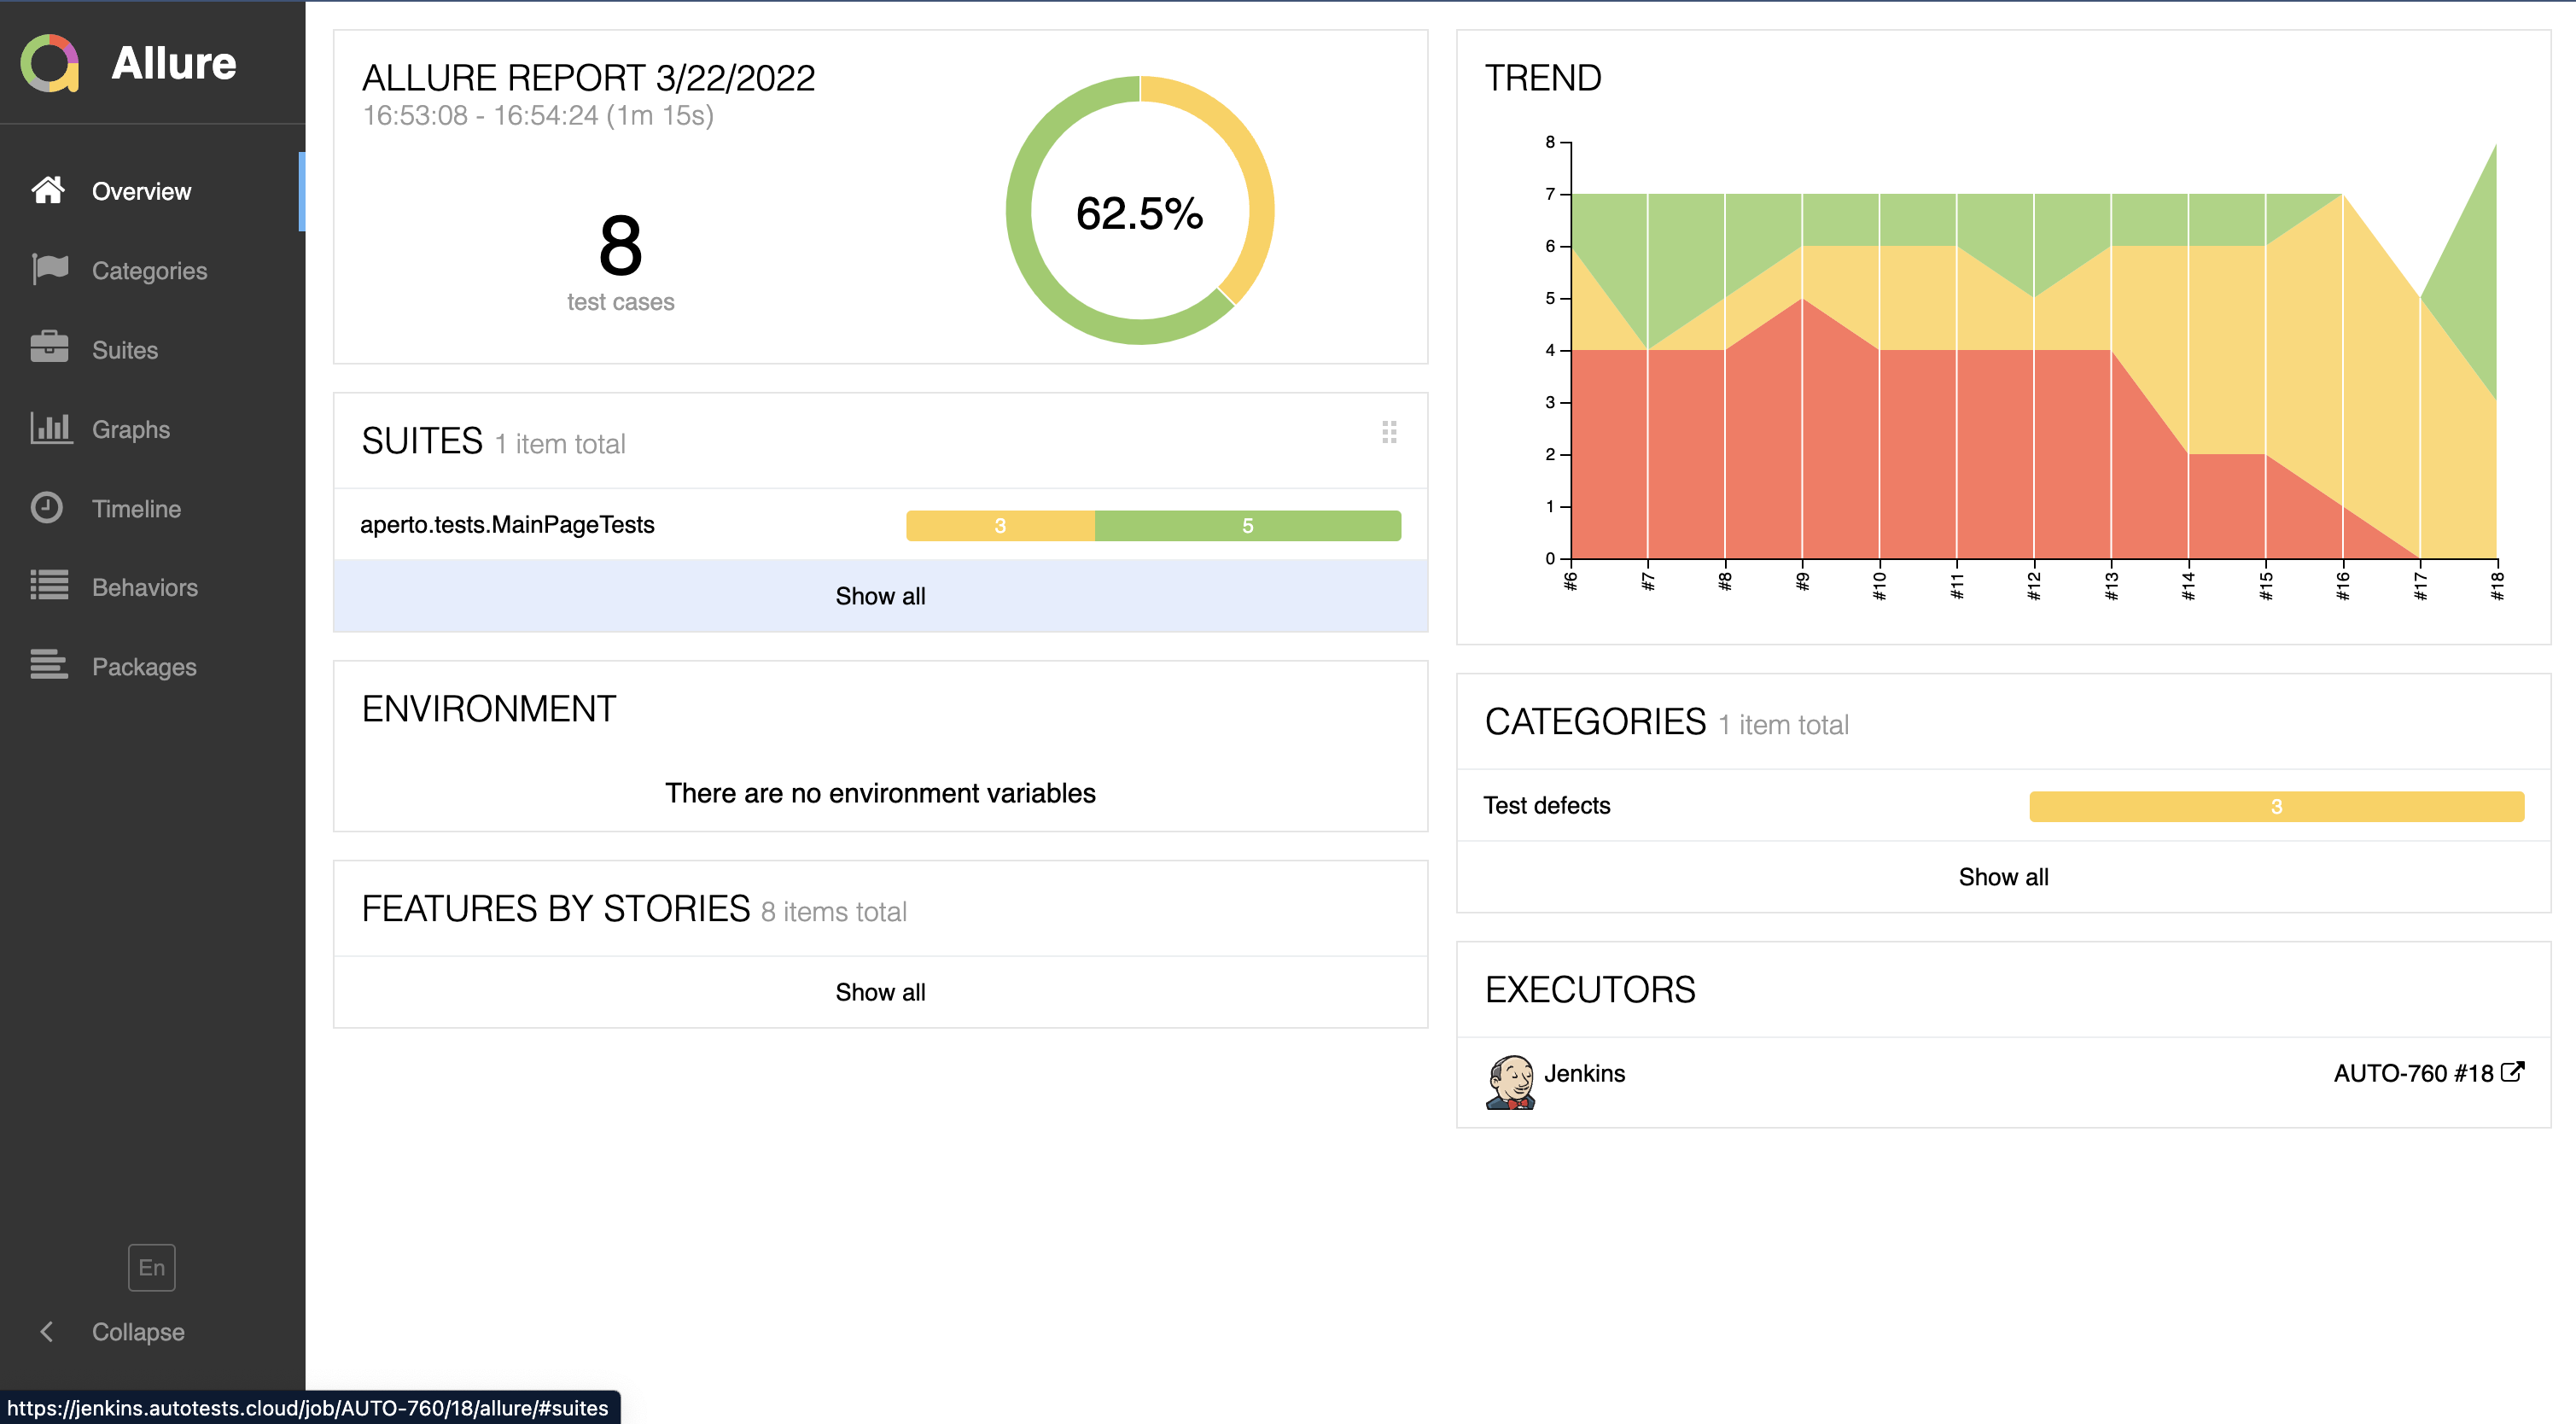 Allure
Overview
Categories
Suites
Graphs
Timeline
Behaviors
Packages
En
Collapse
https://jenkins.autotests.cloud/job/AUTO-760/18/allure/#suites
ALLURE REPORT 3/22/2022
16:53:08 - 16:54:24 (1m 15s)
8
test cases
62.5%
SUITES 1 item total
aperto.tests.MainPageTests 3 5
Show all
ENVIRONMENT
There are no environment variables
FEATURES BY STORIES 8 items total
Show all
TREND
8
7
6
5
4
3
2
1
0
#6 #7 #8 #9 #10 #11 #12 #13 #14 #15 #16 #17 #18
CATEGORIES 1 item total
Test defects 3
Show all
EXECUTORS
Jenkins AUTO-760 #18